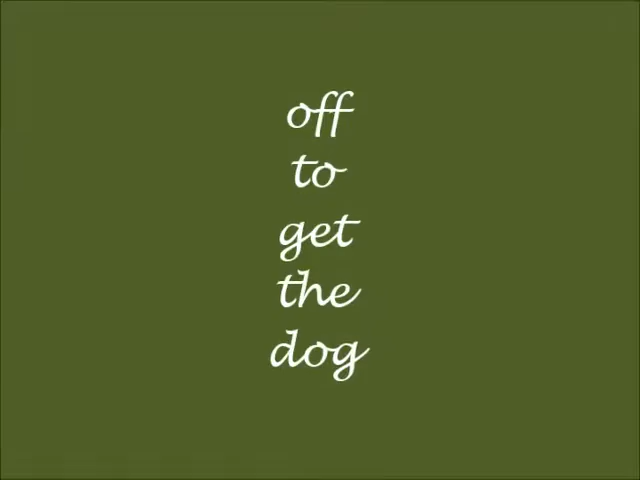 off
to
get
the
dog